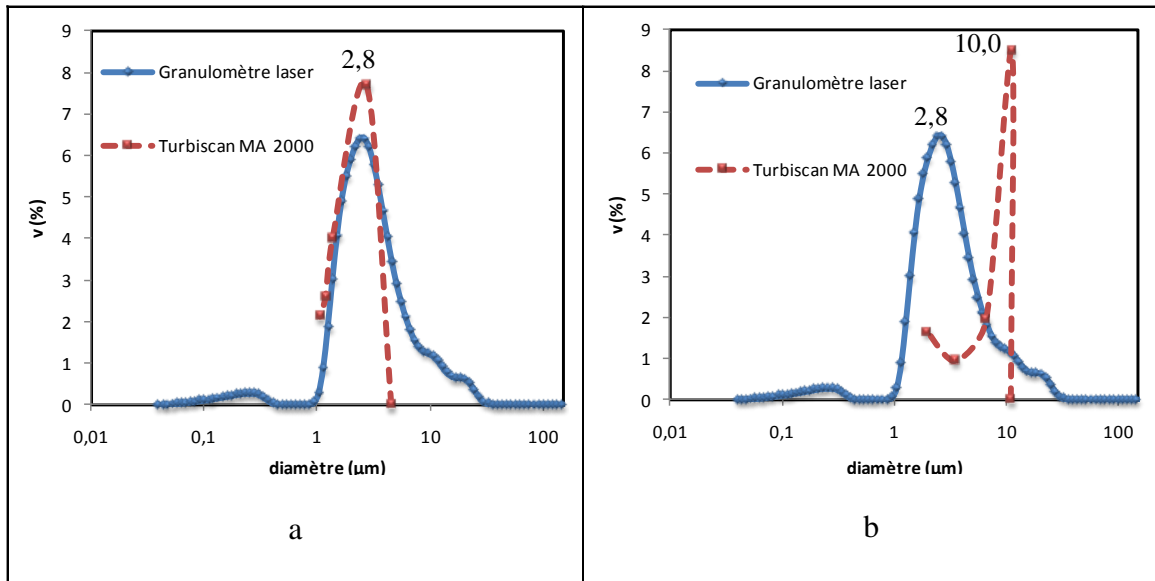 9
8
7
6
5
4
3
2
1
0
v(%)
2,8
Granulomètre laser
Turbiscan MA 2000
0,01 0,1 1 10 100
diamètre (µm)
a
9
8
7
6
5
4
3
2
1
0
v(%)
10,0
Granulomètre laser
2,8
Turbiscan MA 2000
0,01 0,1 1 10 100
diamètre (µm)
b